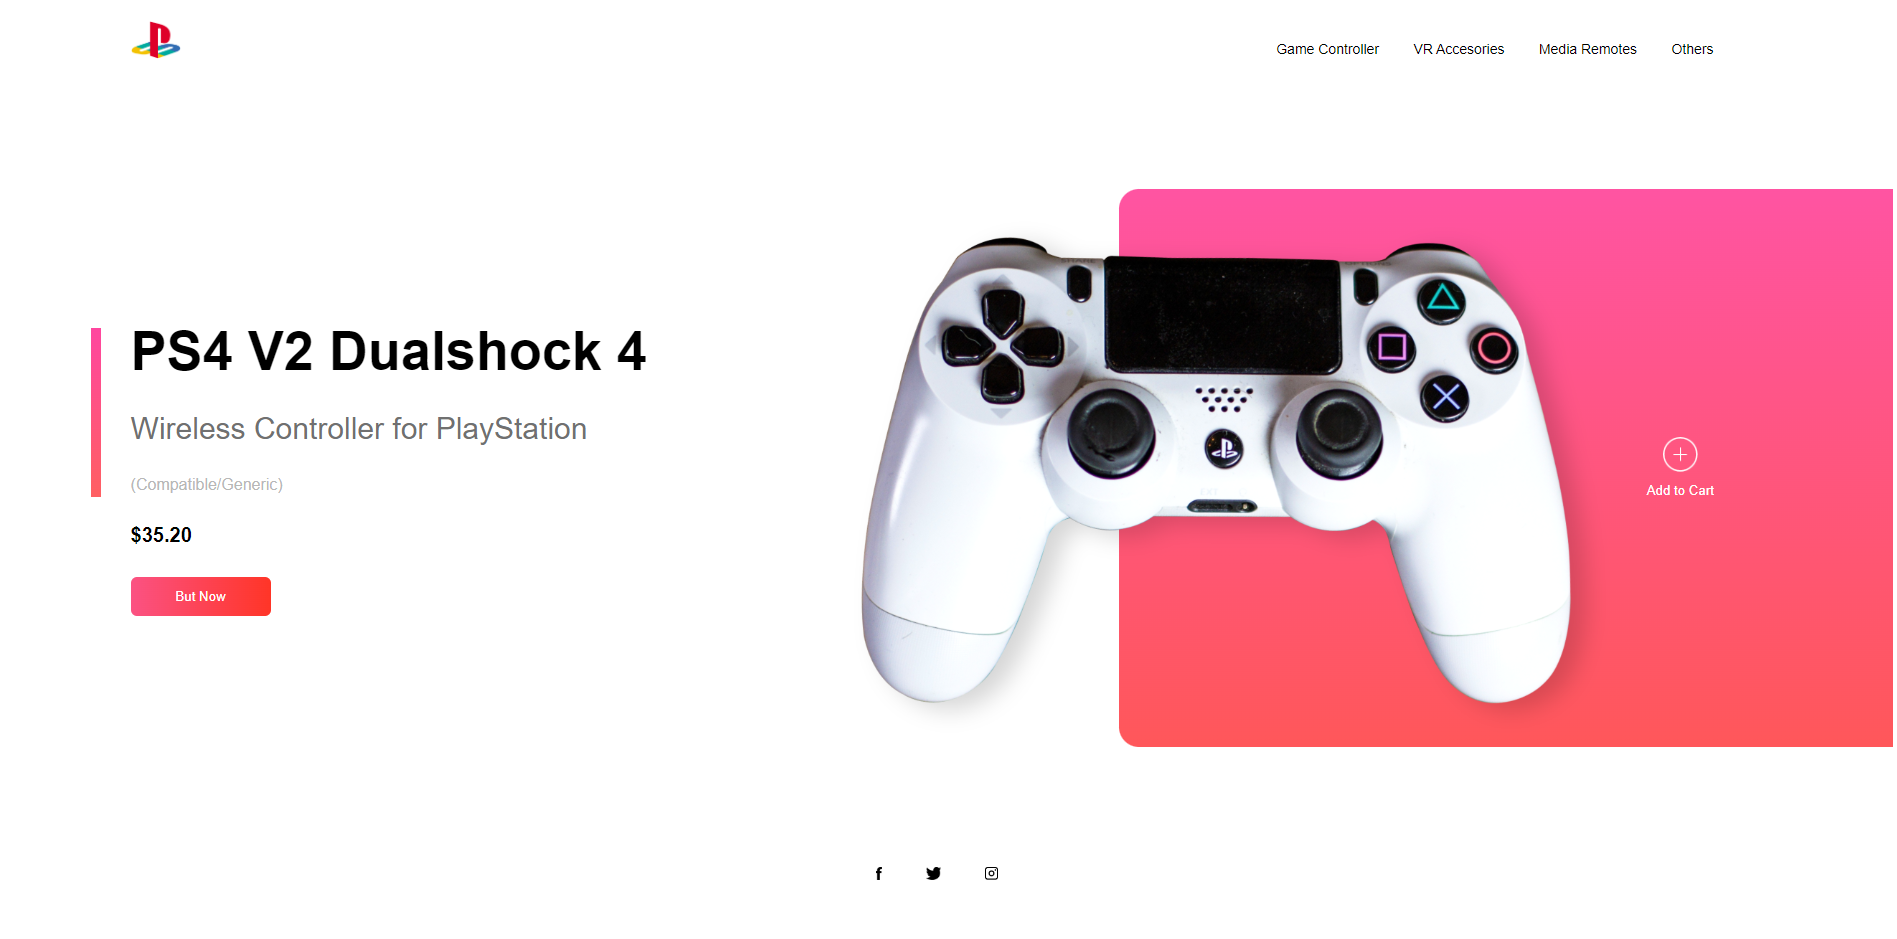 Game Controller VR Accesories Media Remotes Others
PS4 V2 Dualshock 4
Wireless Controller for PlayStation
(Compatible/Generic)
$35.20
But Now
Add to Cart